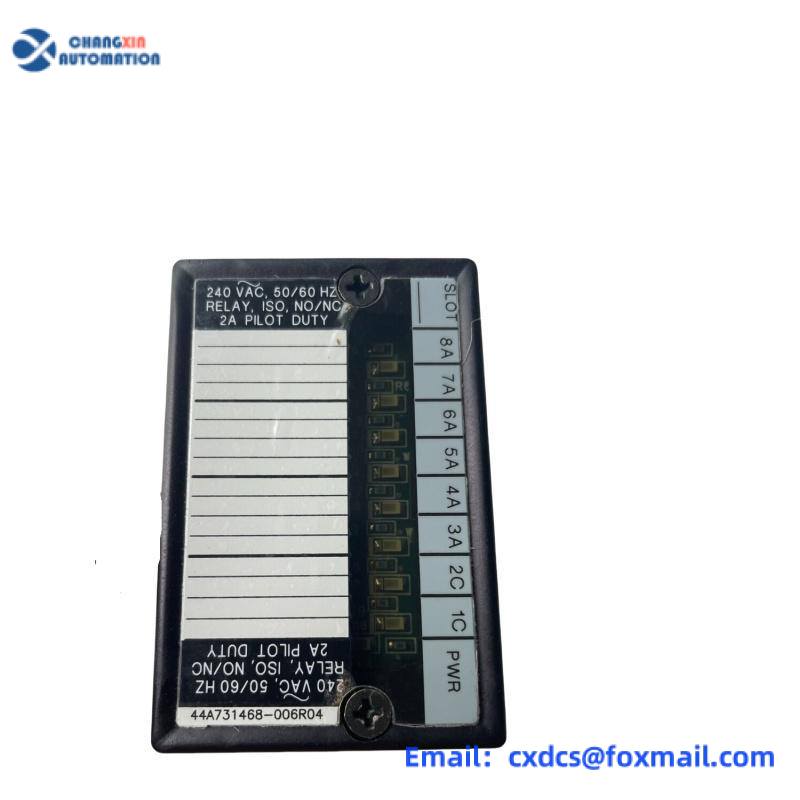 CHANGXIN
AUTOMATION
240 VAC, 50/60 HZ
RELAY, ISO, NO/NC
2A PILOT DUTY
SLOT
8A
7A
6A
5A
4A
3A
2C
1C
PWR
R6
240 VAC, 50/60 HZ
RELAY, ISO, NO/NC
2A PILOT DUTY
44A731468-006R04
Email: cxdcs@foxmail.com